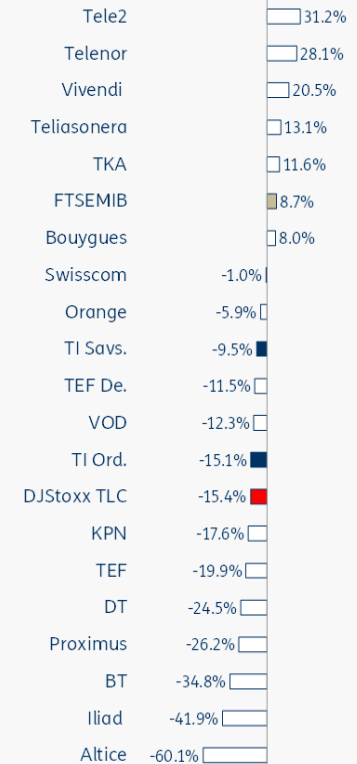 Tele2 31.2%
Telenor 28.1%
Vivendi 20.5%
Teliasonera 13.1%
TKA 11.6%
FTSEMIB 8.7%
Bouygues 8.0%
Swisscom -1.0%
Orange -5.9%
TI Savs. -9.5%
TEF De. -11.5%
VOD -12.3%
TI Ord. -15.1%
DJStoxx TLC -15.4%
KPN -17.6%
TEF -19.9%
DT -24.5%
Proximus -26.2%
BT -34.8%
Iliad -41.9%
Altice -60.1%